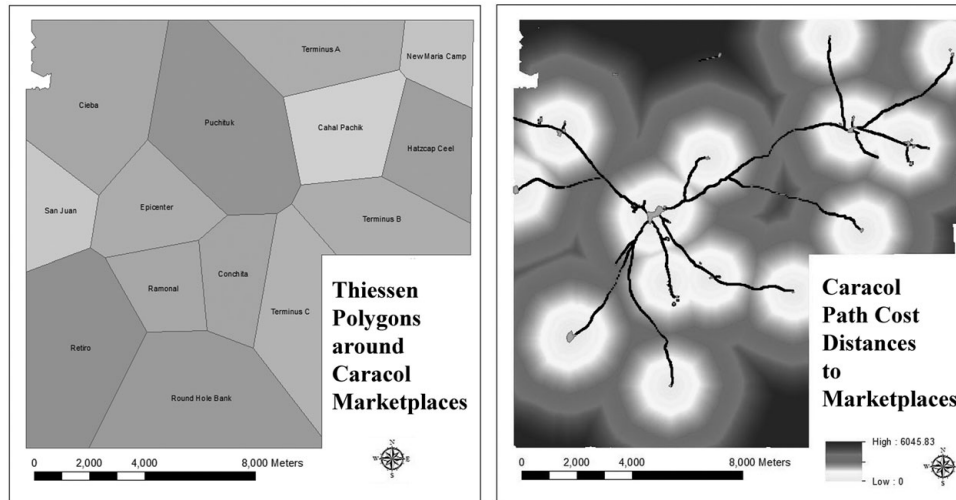 Terminus A
New Maria Camp
Cieba
Puchituk
Cahal Pachik
Hatzcap Ceel
San Juan
Epicenter
Terminus B
Conchita
Ramonal
Terminus C
Retiro
Round Hole Bank
Thiessen
Polygons
around
Caracol
Marketplaces
N
W E
S
0 2,000 4,000 8,000 Meters
Caracol
Path Cost
Distances
to
Marketplaces
N
W E
S
High : 6045.83
Low : 0
0 2,000 4,000 8,000 Meters